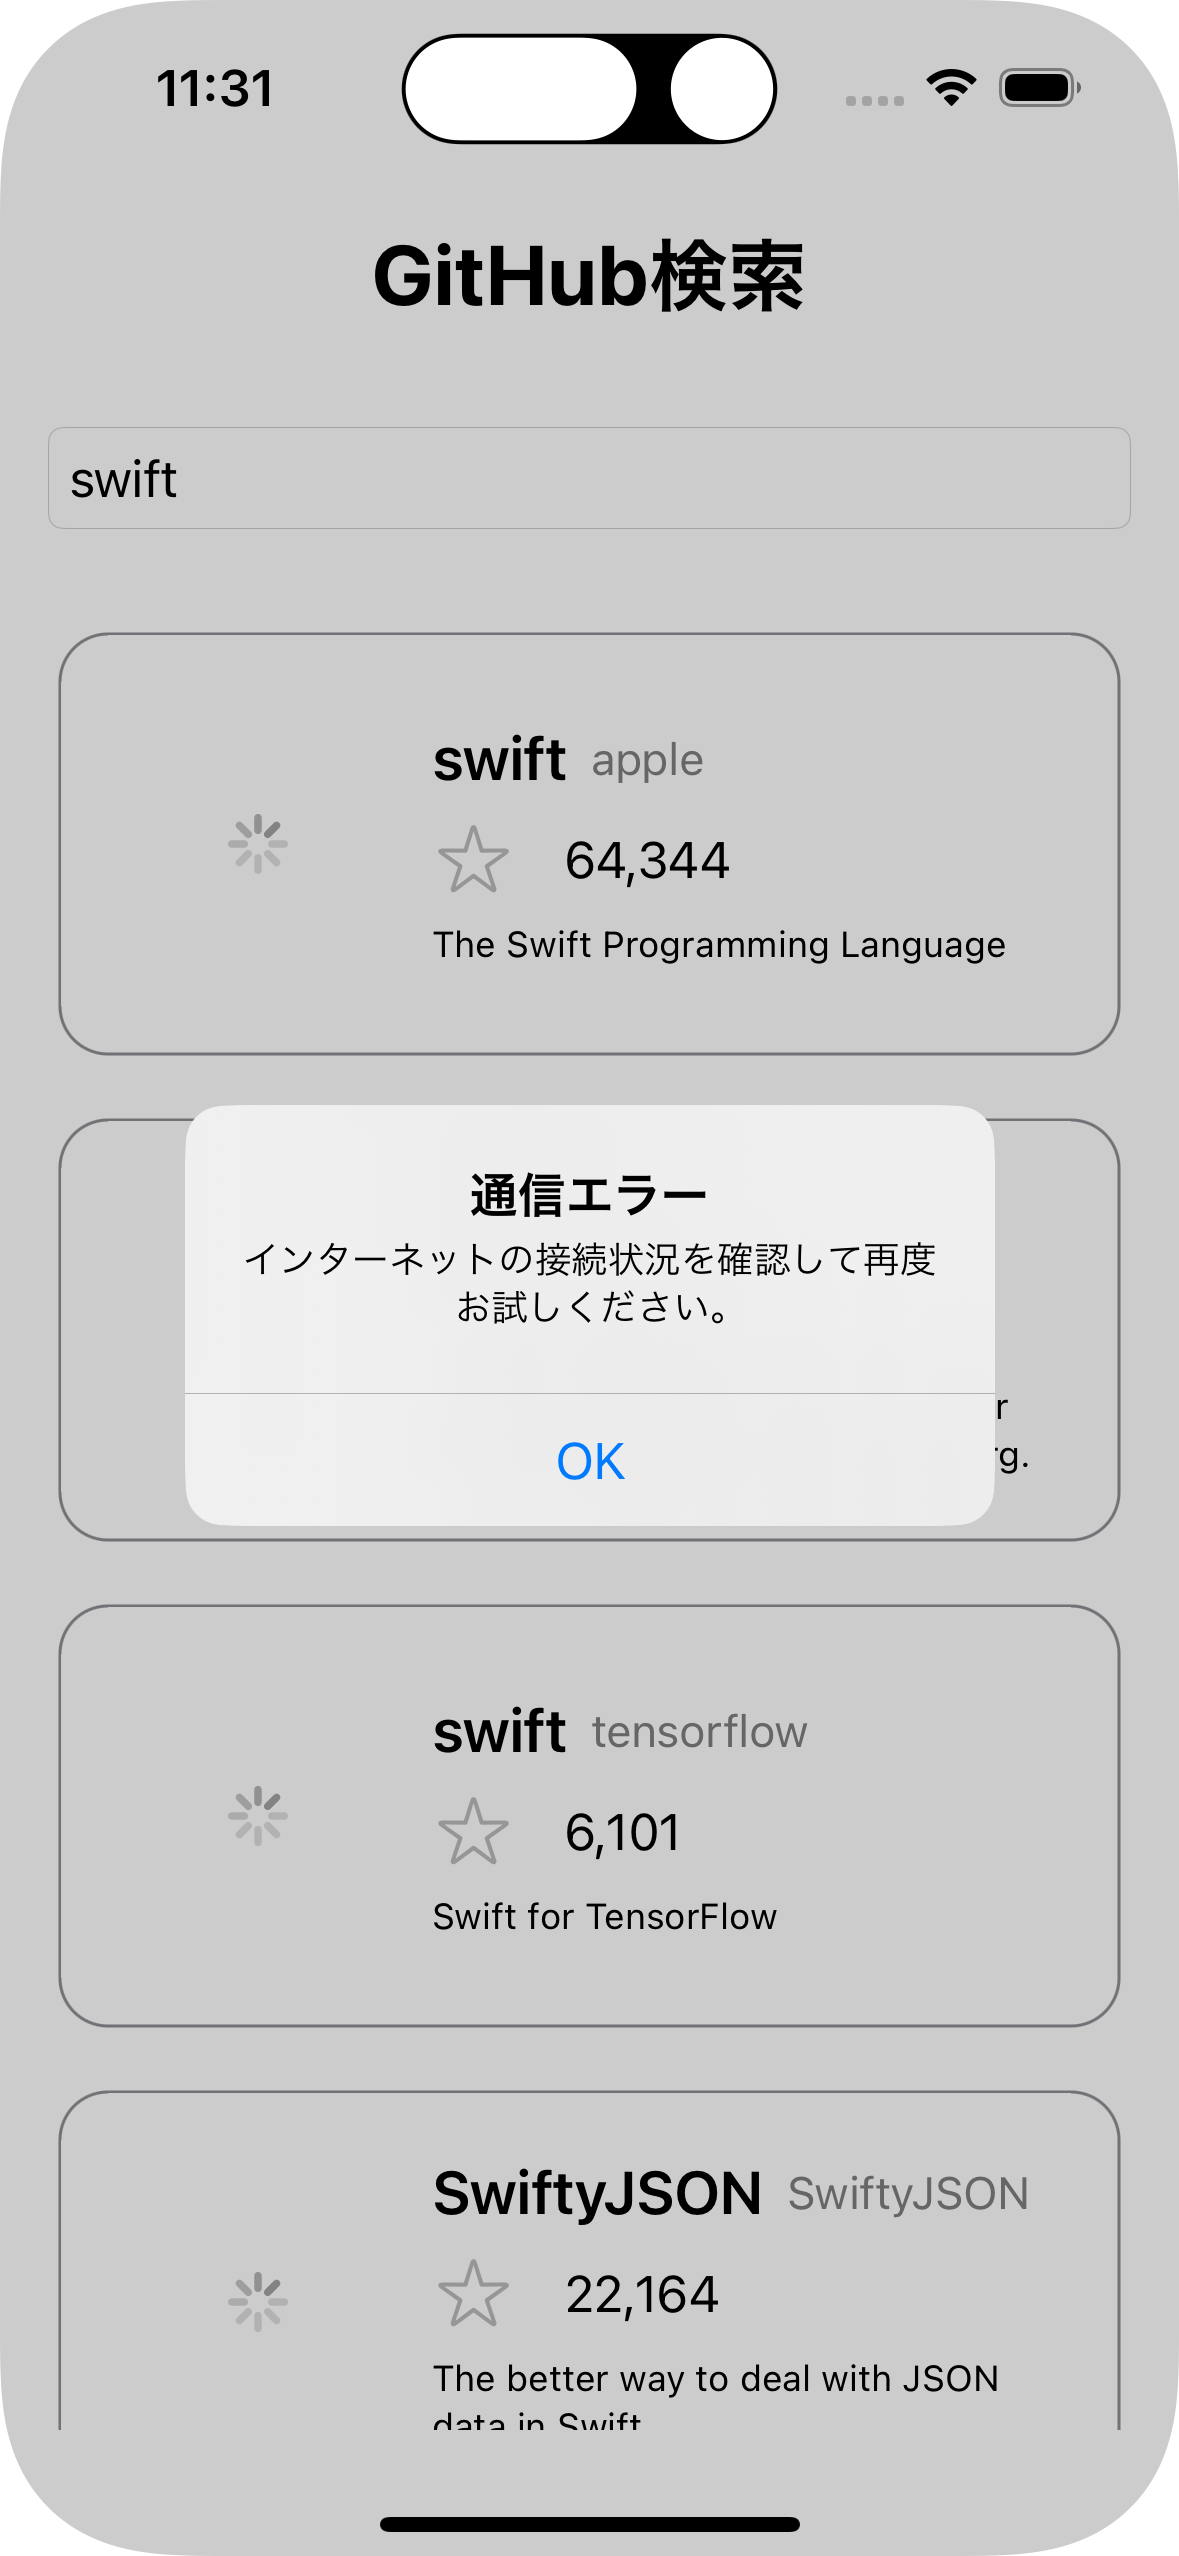 11:31
GitHub検索
swift
swift apple
64,344
The Swift Programming Language
通信エラー
インターネットの接続状況を確認して再度
お試しください。
OK
swift tensorflow
6,101
Swift for TensorFlow
SwiftyJSON SwiftyJSON
22,164
The better way to deal with JSON
data in Swift